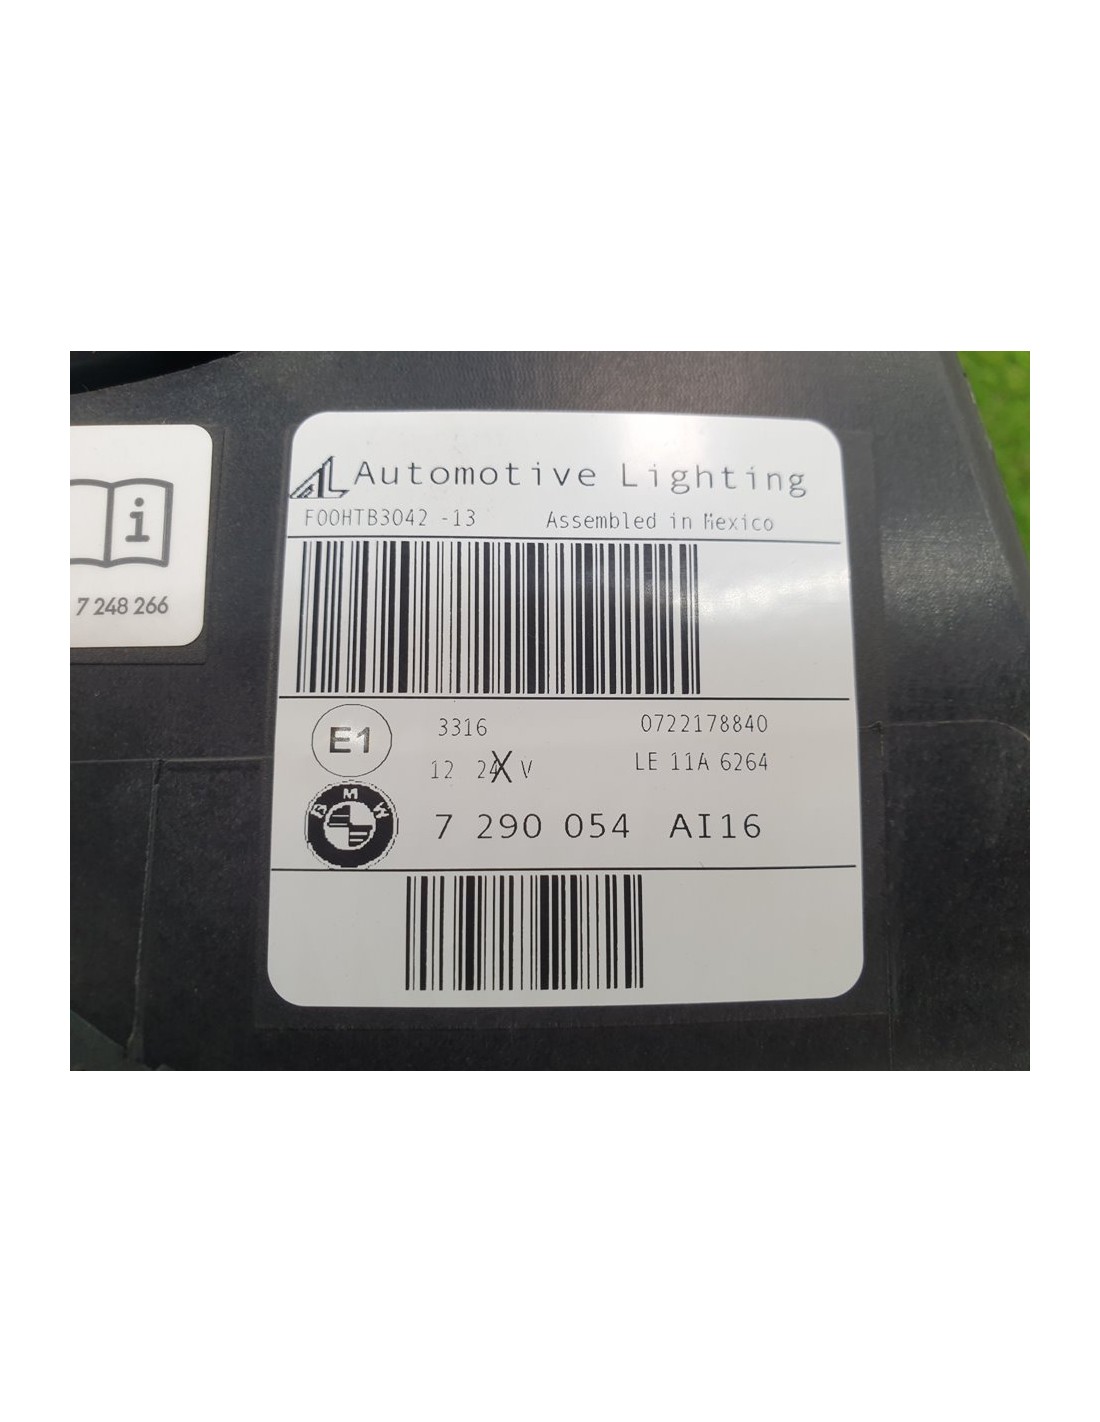 AL Automotive Lighting
F00HTB3042 -13 Assembled in Mexico
E1
3316 0722178840
12 24 V LE 11A 6264
BMW
7 290 054 AI16
i
7 248 266